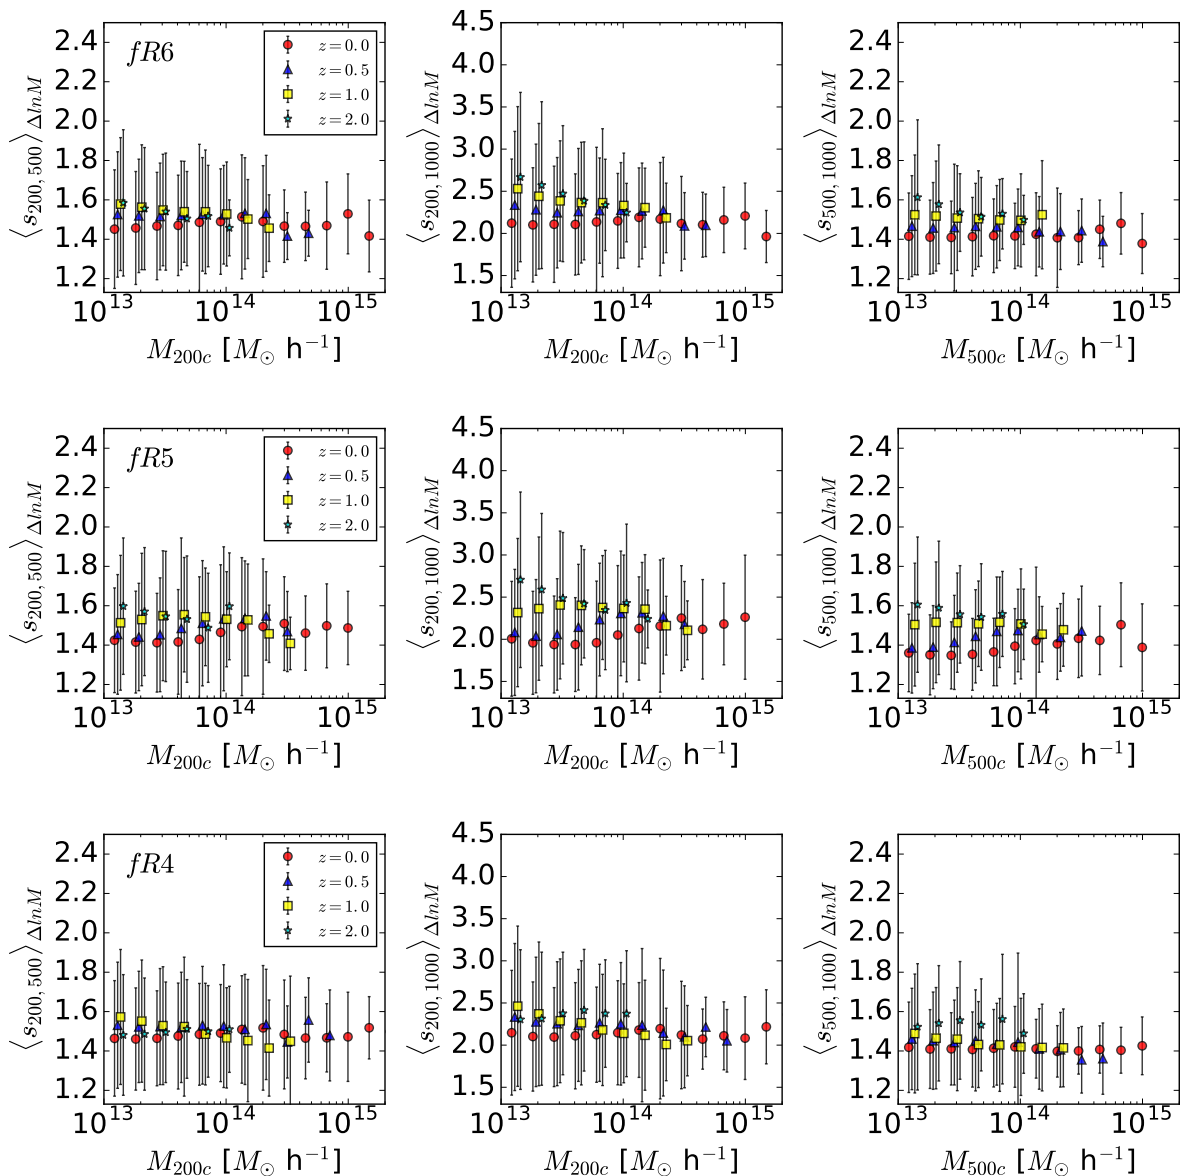 fR6
z=0.0
z=0.5
z=1.0
z=2.0
⟨s200,500⟩ΔlnM
2.4
2.2
2.0
1.8
1.6
1.4
1.2
10^13
10^14
10^15
M200c [M⊙ h^−1]
⟨s200,1000⟩ΔlnM
4.5
4.0
3.5
3.0
2.5
2.0
1.5
10^13
10^14
10^15
M200c [M⊙ h^−1]
⟨s500,1000⟩ΔlnM
2.4
2.2
2.0
1.8
1.6
1.4
1.2
10^13
10^14
10^15
M500c [M⊙ h^−1]
fR5
z=0.0
z=0.5
z=1.0
z=2.0
⟨s200,500⟩ΔlnM
2.4
2.2
2.0
1.8
1.6
1.4
1.2
10^13
10^14
10^15
M200c [M⊙ h^−1]
⟨s200,1000⟩ΔlnM
4.5
4.0
3.5
3.0
2.5
2.0
1.5
10^13
10^14
10^15
M200c [M⊙ h^−1]
⟨s500,1000⟩ΔlnM
2.4
2.2
2.0
1.8
1.6
1.4
1.2
10^13
10^14
10^15
M500c [M⊙ h^−1]
fR4
z=0.0
z=0.5
z=1.0
z=2.0
⟨s200,500⟩ΔlnM
2.4
2.2
2.0
1.8
1.6
1.4
1.2
10^13
10^14
10^15
M200c [M⊙ h^−1]
⟨s200,1000⟩ΔlnM
4.5
4.0
3.5
3.0
2.5
2.0
1.5
10^13
10^14
10^15
M200c [M⊙ h^−1]
⟨s500,1000⟩ΔlnM
2.4
2.2
2.0
1.8
1.6
1.4
1.2
10^13
10^14
10^15
M500c [M⊙ h^−1]